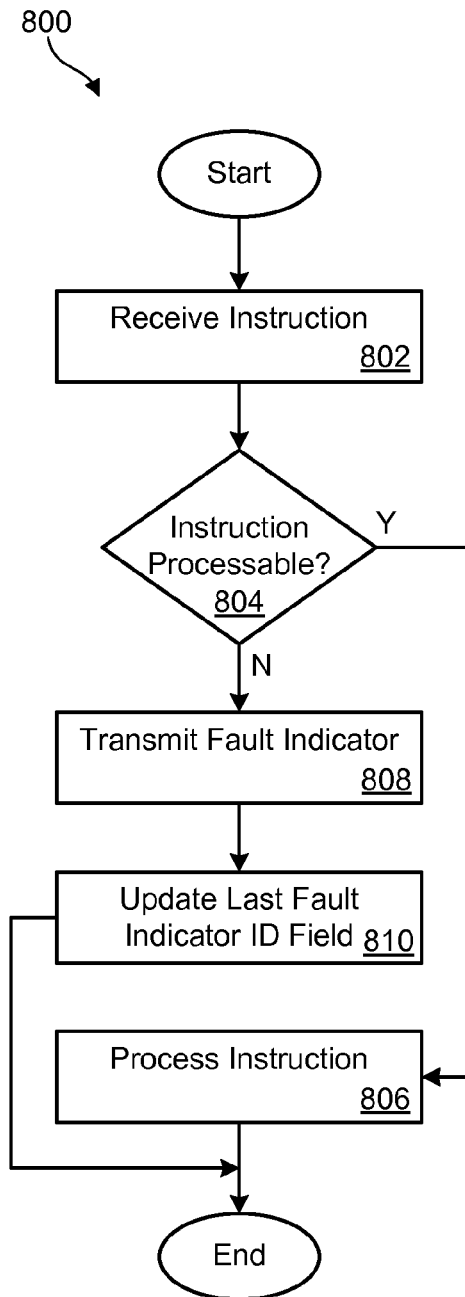 800
Start
Receive Instruction
802
Instruction
Processable?
804
Y
N
Transmit Fault Indicator
808
Update Last Fault
Indicator ID Field 810
Process Instruction
806
End